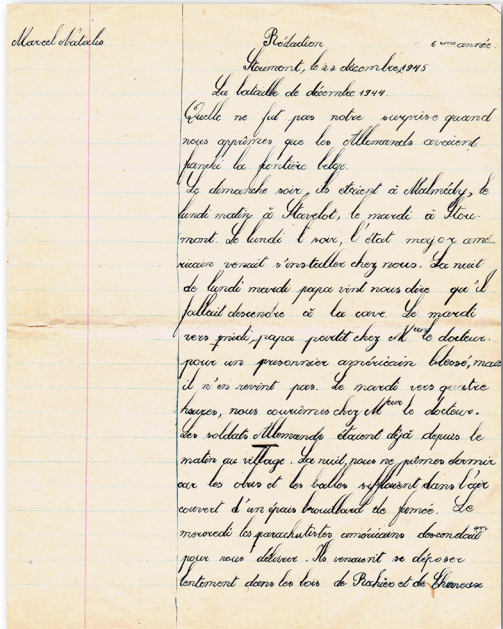 Marcel Natalis
Rédaction
6ème année.
Stoumont, le 22 décembre, 1945
La bataille de décembre 1944.
Quelle ne fut pas notre surprise quand
nous apprîmes que les Allemands avaient
franchi la frontière belge.
Le dimanche soir, ils étaient à Malmédy, le
lundi matin à Stavelot, le mardi à Stou-
mont. Le lundi soir, l'état major amé-
ricain venait s'installer chez nous. La nuit
de lundi mardi papa vint nous dire qu'il
fallait descendre à la cave. Le mardi
vers midi, papa partit chez Mr le docteur.
pour un prisonnier américain blessé, mais
il n'en revint pas. Le mardi vers quatre
heures, nous courûmes chez Meur le docteur.
Les soldats Allemands étaient déjà depuis le
matin au village. La nuit, nous ne pûmes dormir
car les obus et les balles sifflaient dans l'air
couvert d'un épais brouillard de fumée. Le
mercredi les parachutistes américains descendaient
pour nous délivrer. Ils venaient se déposer
lentement dans les bois de Rahier et de Cheneux